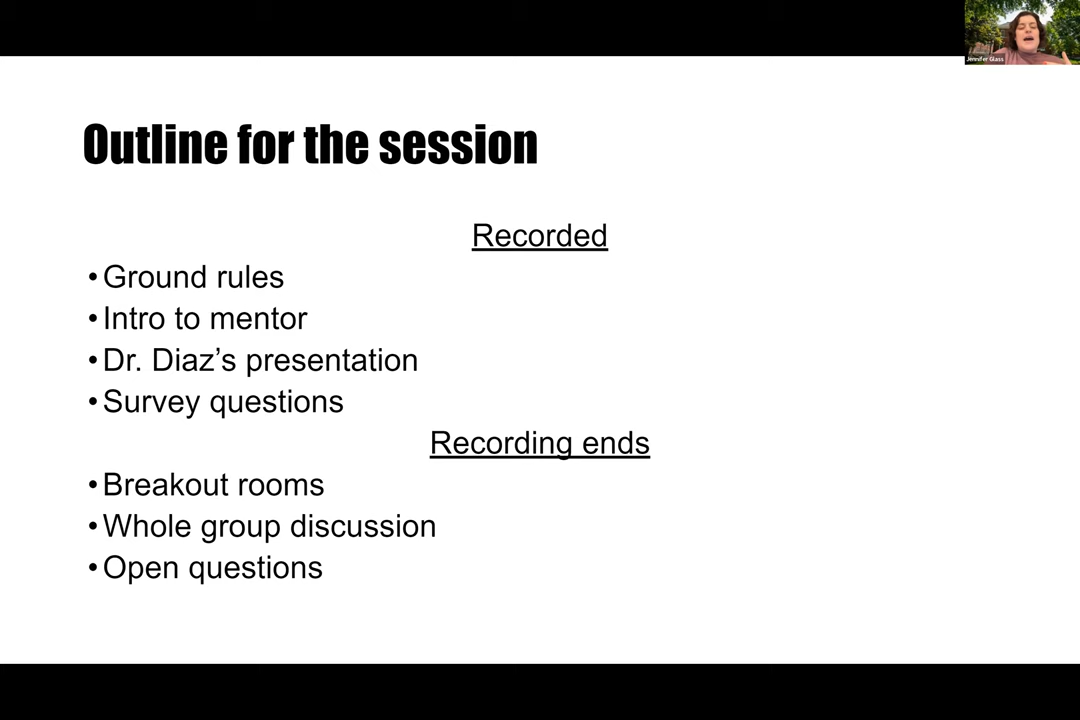 Jennifer Glass
Outline for the session
Recorded
• Ground rules
• Intro to mentor
• Dr. Diaz’s presentation
• Survey questions
Recording ends
• Breakout rooms
• Whole group discussion
• Open questions